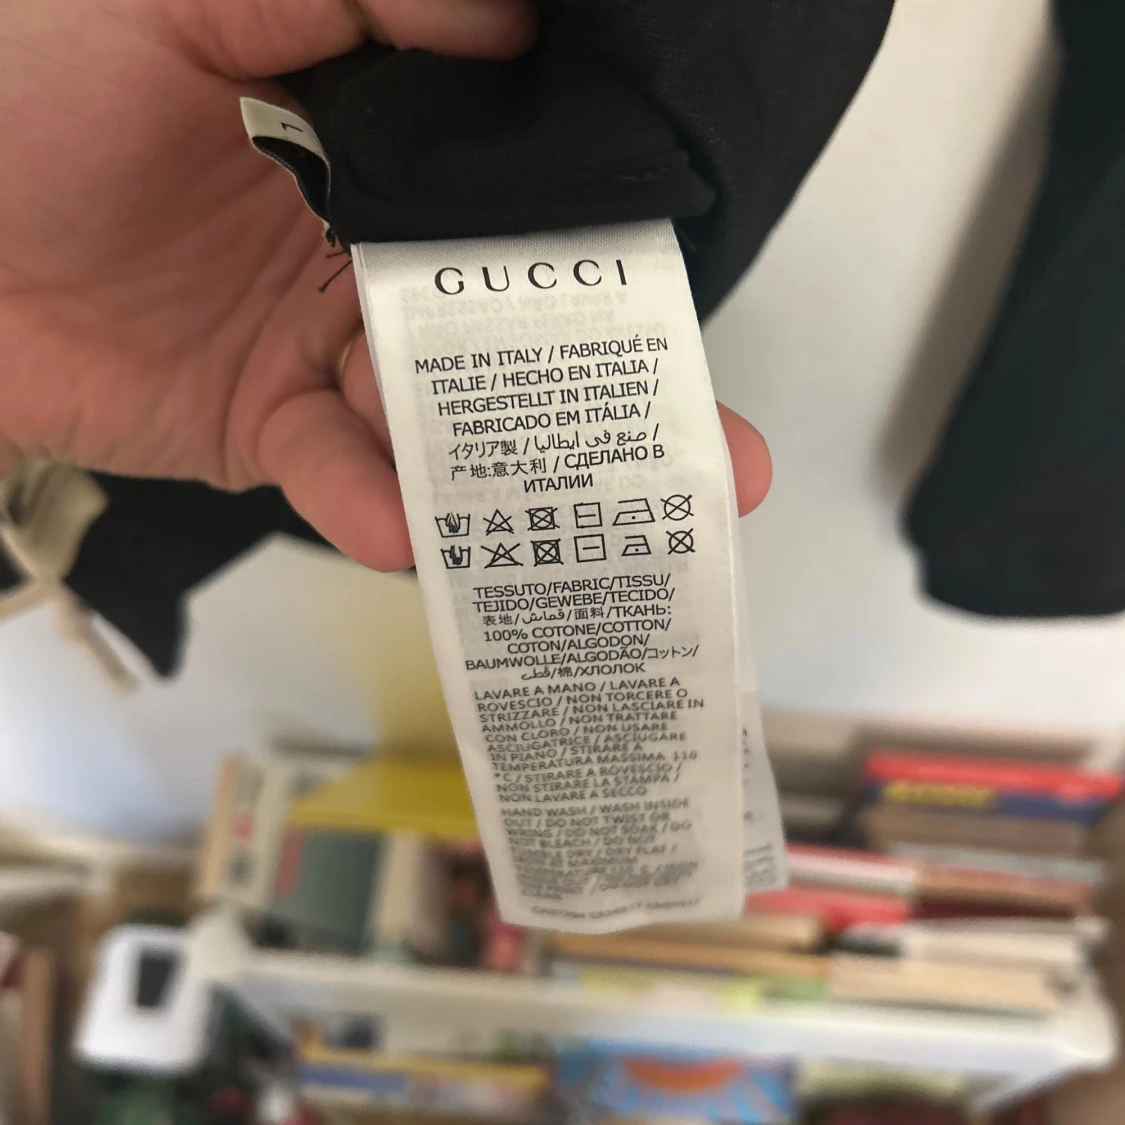 GUCCI
MADE IN ITALY / FABRIQUÉ EN
ITALIE / HECHO EN ITALIA /
HERGESTELLT IN ITALIEN /
FABRICADO EM ITÁLIA /
イタリア製 / صنع في ايطاليا /
产地:意大利 / СДЕЛАНО В
ИТАЛИИ
TESSUTO/FABRIC/TISSU/
TEJIDO/GEWEBE/TECIDO/
表地/قماش/面料/ТКАНЬ:
100% COTONE/COTTON/
COTON/ALGODON/
BAUMWOLLE/ALGODÃO/コットン/
قطن/棉/ХЛОПОК
LAVARE A MANO / LAVARE A
ROVESCIO / NON TORCERE O
STRIZZARE / NON LASCIARE IN
AMMOLLO / NON TRATTARE
CON CLORO / NON USARE
ASCIUGATRICE / ASCIUGARE
IN PIANO / STIRARE A
TEMPERATURA MASSIMA 110
°C / STIRARE A ROVESCIO /
NON STIRARE LA STAMPA /
NON LAVARE A SECCO
HAND WASH / WASH INSIDE
OUT / DO NOT TWIST OR
WRING / DO NOT SOAK / DO
NOT BLEACH / DO NOT
TUMBLE DRY / DRY FLAT /